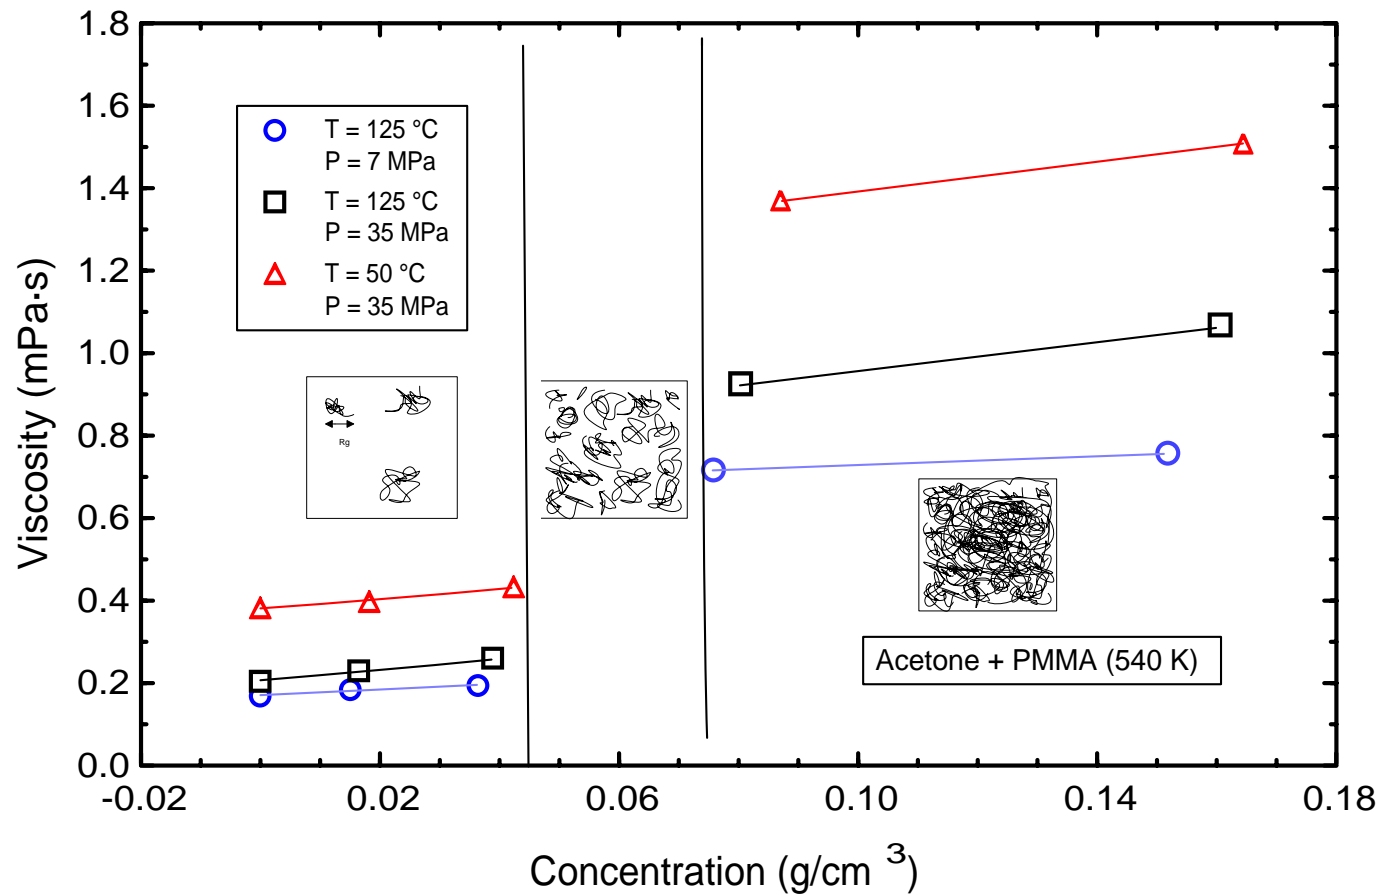 1.8
1.6
1.4
1.2
1.0
0.8
0.6
0.4
0.2
0.0
Viscosity (mPa·s)
T = 125 °C
P = 7 MPa
T = 125 °C
P = 35 MPa
T = 50 °C
P = 35 MPa
Rg
Acetone + PMMA (540 K)
-0.02
0.02
0.06
0.10
0.14
0.18
Concentration (g/cm ³)